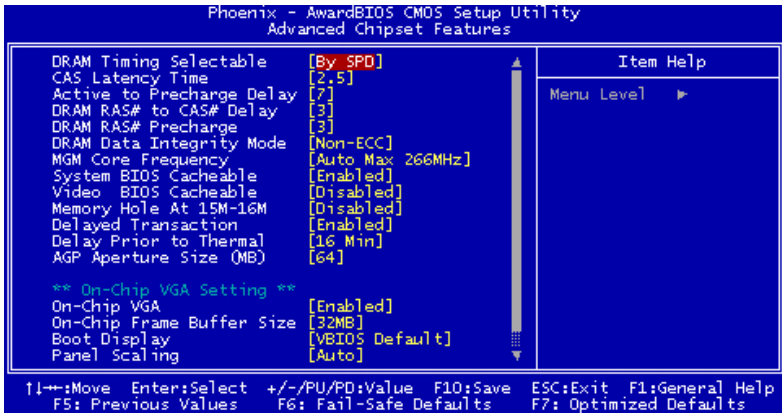 Phoenix - AwardBIOS CMOS Setup Utility
Advanced Chipset Features
DRAM Timing Selectable [By SPD]
CAS Latency Time [2.5]
Active to Precharge Delay [7]
DRAM RAS# to CAS# Delay [3]
DRAM RAS# Precharge [3]
DRAM Data Integrity Mode [Non-ECC]
MGM Core Frequency [Auto Max 266MHz]
System BIOS Cacheable [Enabled]
Video BIOS Cacheable [Disabled]
Memory Hole At 15M-16M [Disabled]
Delayed Transaction [Enabled]
Delay Prior to Thermal [16 Min]
AGP Aperture Size (MB) [64]
** On-Chip VGA Setting **
On-Chip VGA [Enabled]
On-Chip Frame Buffer Size [32MB]
Boot Display [VBIOS Default]
Panel Scaling [Auto]
Item Help
Menu Level ►
↑↓→←:Move Enter:Select +/-/PU/PD:Value F10:Save ESC:Exit F1:General Help
F5: Previous Values F6: Fail-Safe Defaults F7: Optimized Defaults